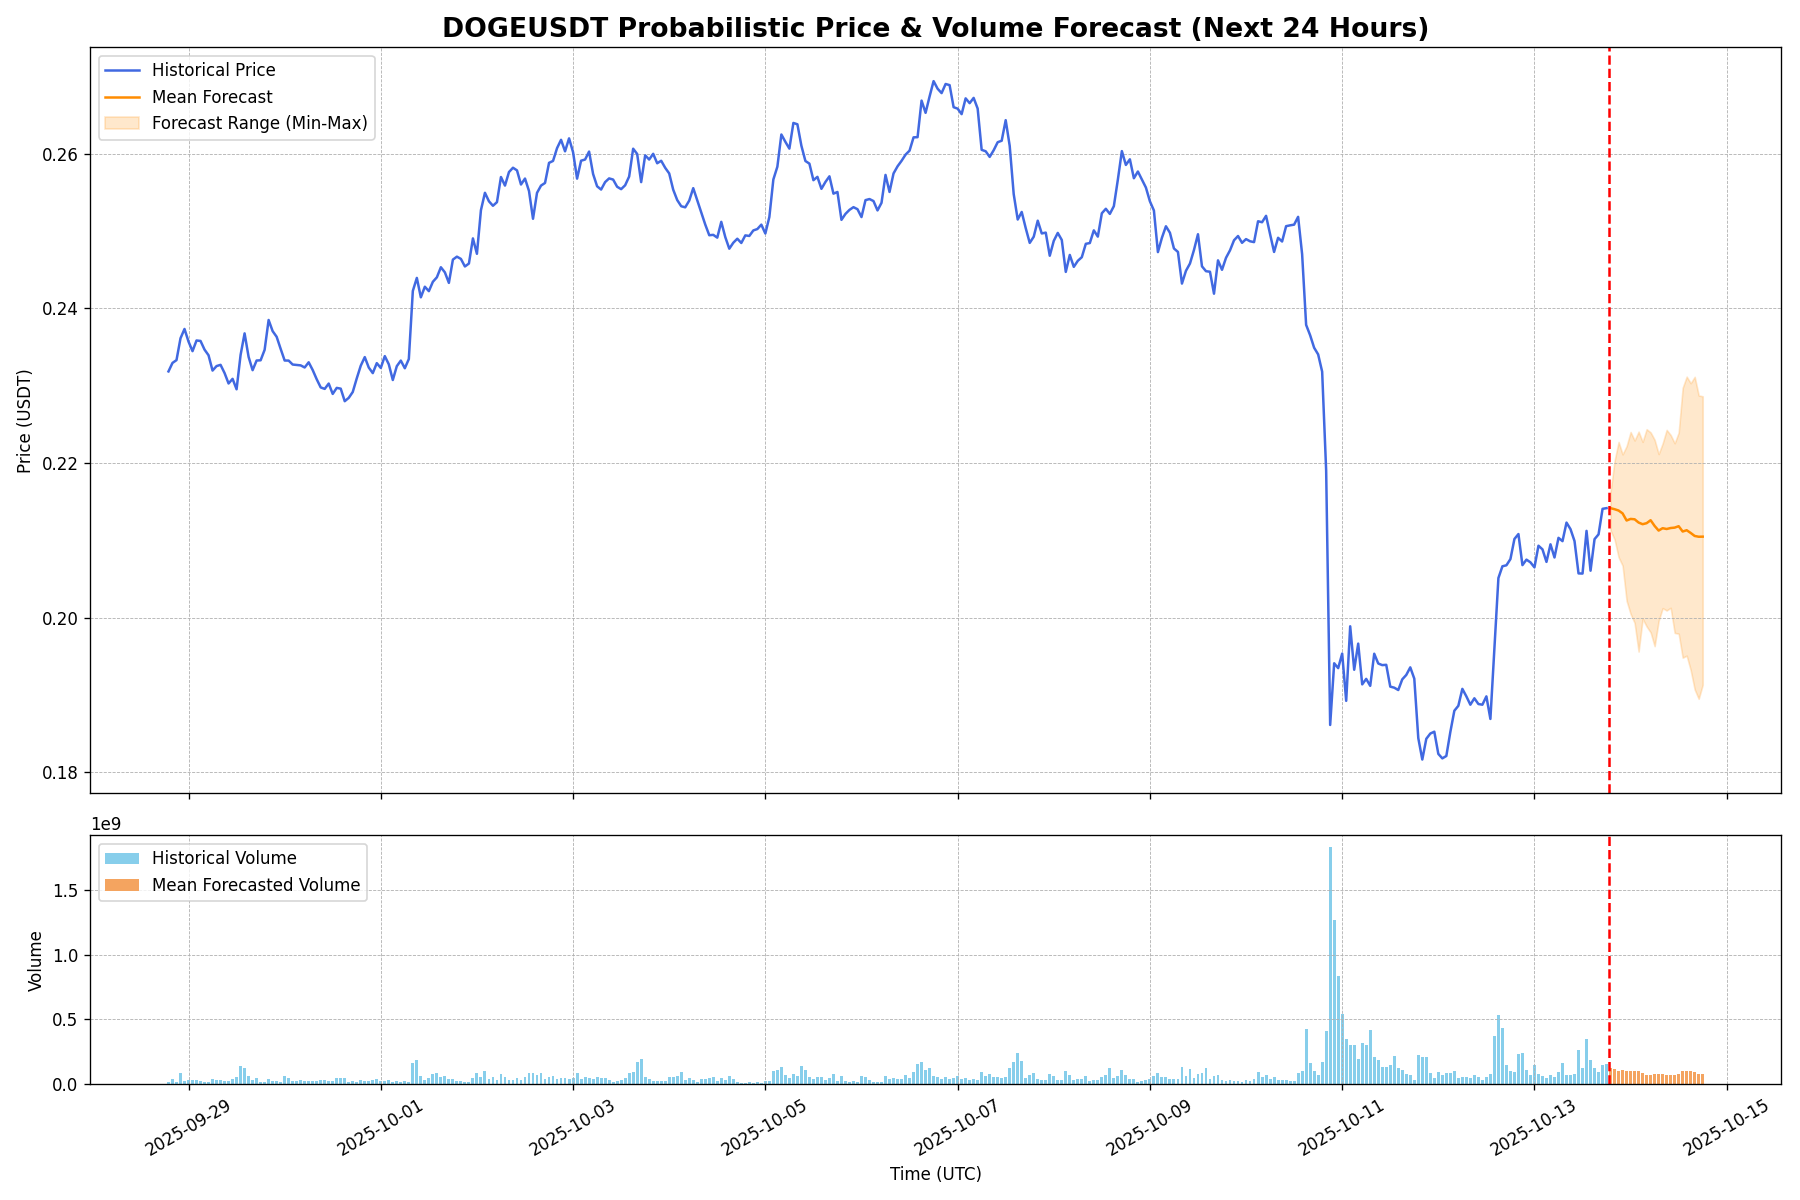 DOGEUSDT Probabilistic Price & Volume Forecast (Next 24 Hours)
Historical Price
Mean Forecast
Forecast Range (Min-Max)
Price (USDT)
0.26
0.24
0.22
0.20
0.18
1e9
Historical Volume
Mean Forecasted Volume
Volume
1.5
1.0
0.5
0.0
2025-09-29
2025-10-01
2025-10-03
2025-10-05
2025-10-07
2025-10-09
2025-10-11
2025-10-13
2025-10-15
Time (UTC)